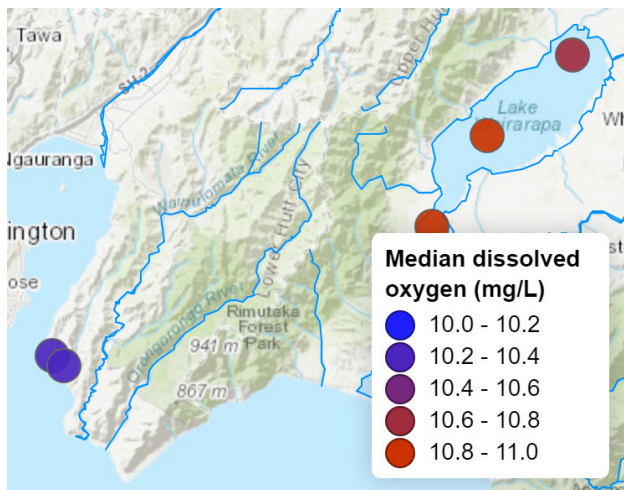 Tawa
SH 2
Upper Hutt
Lake
Wairarapa
Wh
Ngauranga
Wainuiomata River
ington
Lower Hutt City
ose
st
Orongorongo River
Rimutaka
Forest
Park
941 m
867 m
Median dissolved
oxygen (mg/L)
10.0 - 10.2
10.2 - 10.4
10.4 - 10.6
10.6 - 10.8
10.8 - 11.0